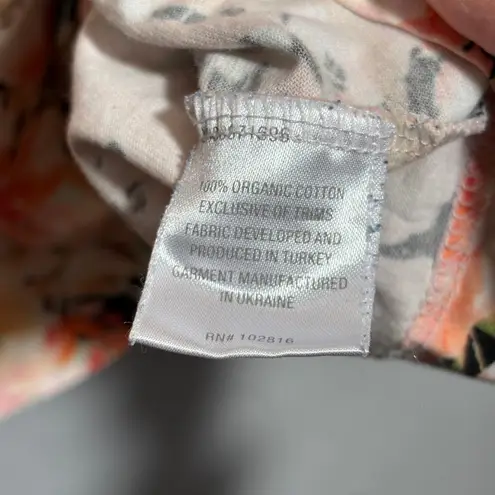 100% ORGANIC COTTON
EXCLUSIVE OF TRIMS
FABRIC DEVELOPED AND
PRODUCED IN TURKEY
GARMENT MANUFACTURED
IN UKRAINE
RN# 102816